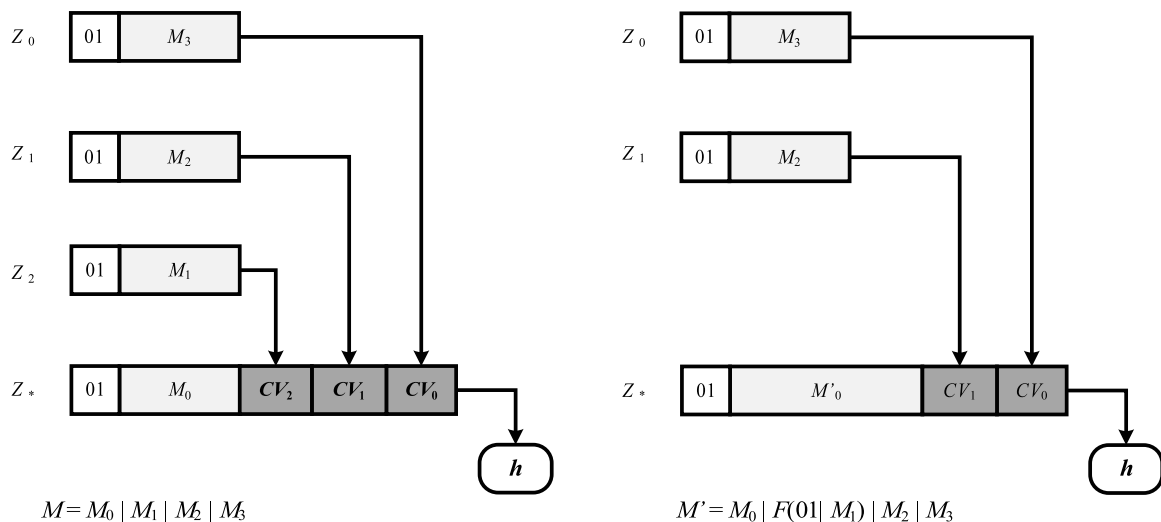 Z₀ 01 M₃
Z₁ 01 M₂
Z₂ 01 M₁
Z* 01 M₀ CV₂ CV₁ CV₀
h
M = M₀ | M₁ | M₂ | M₃
Z₀ 01 M₃
Z₁ 01 M₂
Z* 01 M'₀ CV₁ CV₀
h
M' = M₀ | F(01| M₁) | M₂ | M₃